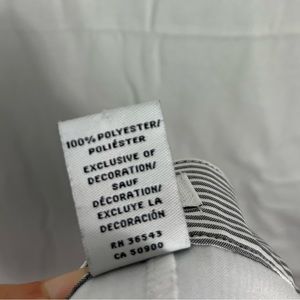 100% POLYESTER/
POLIÉSTER
EXCLUSIVE OF
DECORATION/
SAUF
DÉCORATION/
EXCLUYE LA
DECORACIÓN
RN 36543
CA 50900